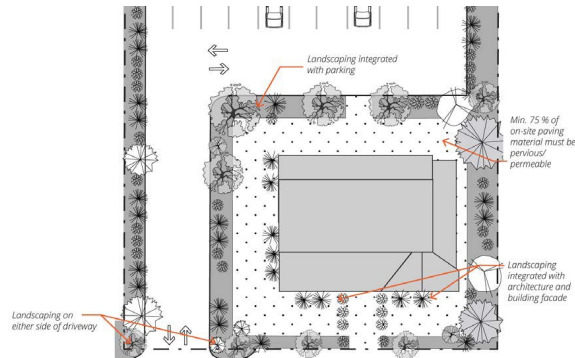 Landscaping integrated
with parking
Min. 75 % of
on-site paving
material must be
pervious/
permeable
Landscaping
integrated with
architecture and
building facade
Landscaping on
either side of driveway